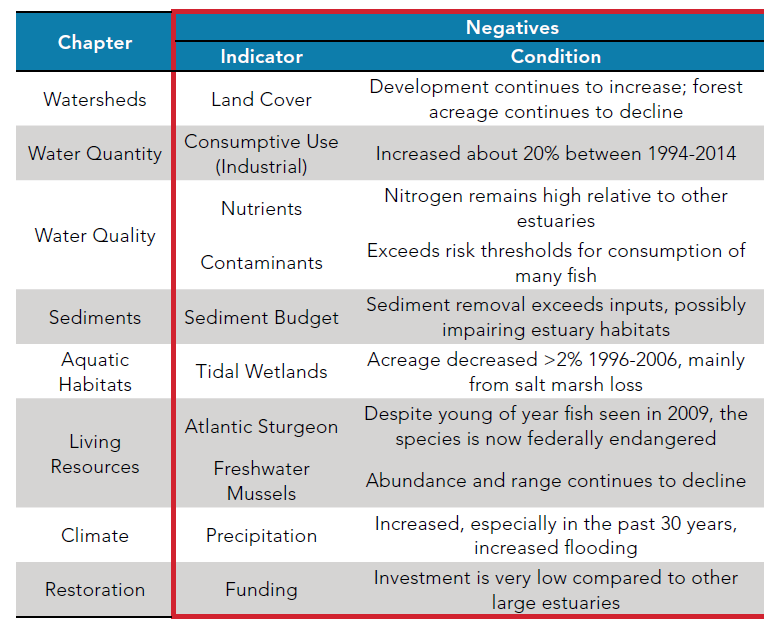 Chapter
Negatives
Indicator
Condition
Watersheds
Land Cover
Development continues to increase; forest
acreage continues to decline
Water Quantity
Consumptive Use
(Industrial)
Increased about 20% between 1994-2014
Water Quality
Nutrients
Nitrogen remains high relative to other
estuaries
Contaminants
Exceeds risk thresholds for consumption of
many fish
Sediments
Sediment Budget
Sediment removal exceeds inputs, possibly
impairing estuary habitats
Aquatic
Habitats
Tidal Wetlands
Acreage decreased >2% 1996-2006, mainly
from salt marsh loss
Living
Resources
Atlantic Sturgeon
Despite young of year fish seen in 2009, the
species is now federally endangered
Freshwater
Mussels
Abundance and range continues to decline
Climate
Precipitation
Increased, especially in the past 30 years,
increased flooding
Restoration
Funding
Investment is very low compared to other
large estuaries